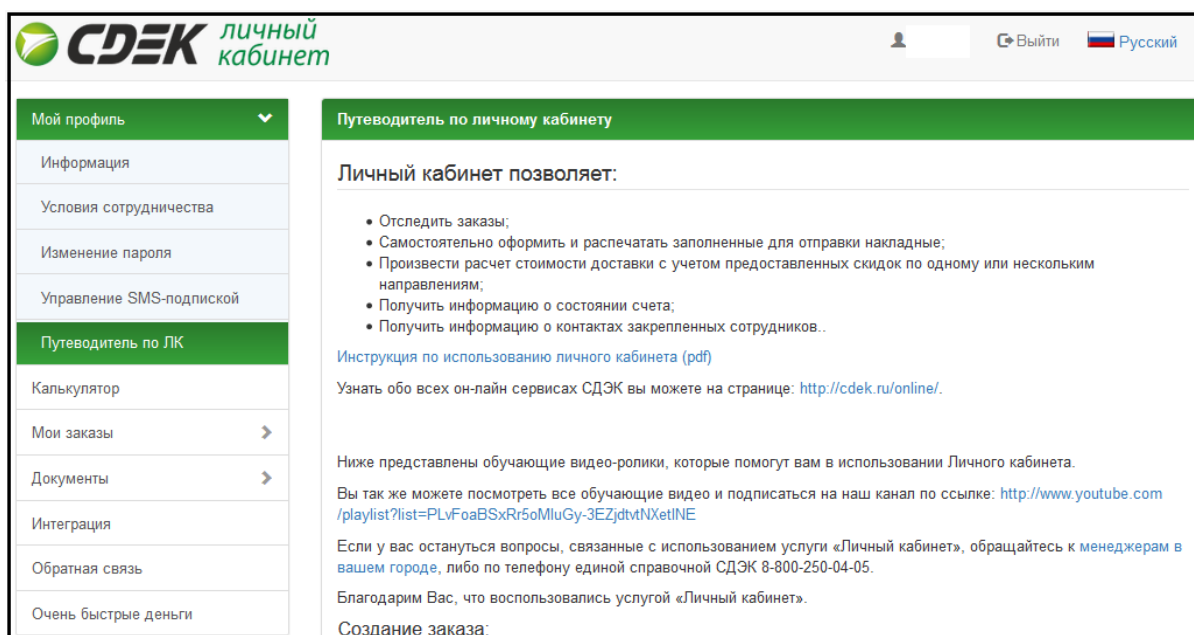 CDEK личный кабинет
Выйти
Русский
Мой профиль
Информация
Условия сотрудничества
Изменение пароля
Управление SMS-подпиской
Путеводитель по ЛК
Калькулятор
Мои заказы
Документы
Интеграция
Обратная связь
Очень быстрые деньги
Путеводитель по личному кабинету
Личный кабинет позволяет:
• Отследить заказы;
• Самостоятельно оформить и распечатать заполненные для отправки накладные;
• Произвести расчет стоимости доставки с учетом предоставленных скидок по одному или нескольким
направлениям;
• Получить информацию о состоянии счета;
• Получить информацию о контактах закрепленных сотрудников..
Инструкция по использованию личного кабинета (pdf)
Узнать обо всех он-лайн сервисах СДЭК вы можете на странице: http://cdek.ru/online/.
Ниже представлены обучающие видео-ролики, которые помогут вам в использовании Личного кабинета.
Вы так же можете посмотреть все обучающие видео и подписаться на наш канал по ссылке: http://www.youtube.com
/playlist?list=PLvFoaBSxRr5oMluGy-3EZjdtvtNXetINE
Если у вас остануться вопросы, связанные с использованием услуги «Личный кабинет», обращайтесь к менеджерам в
вашем городе, либо по телефону единой справочной СДЭК 8-800-250-04-05.
Благодарим Вас, что воспользовались услугой «Личный кабинет».
Создание заказа: